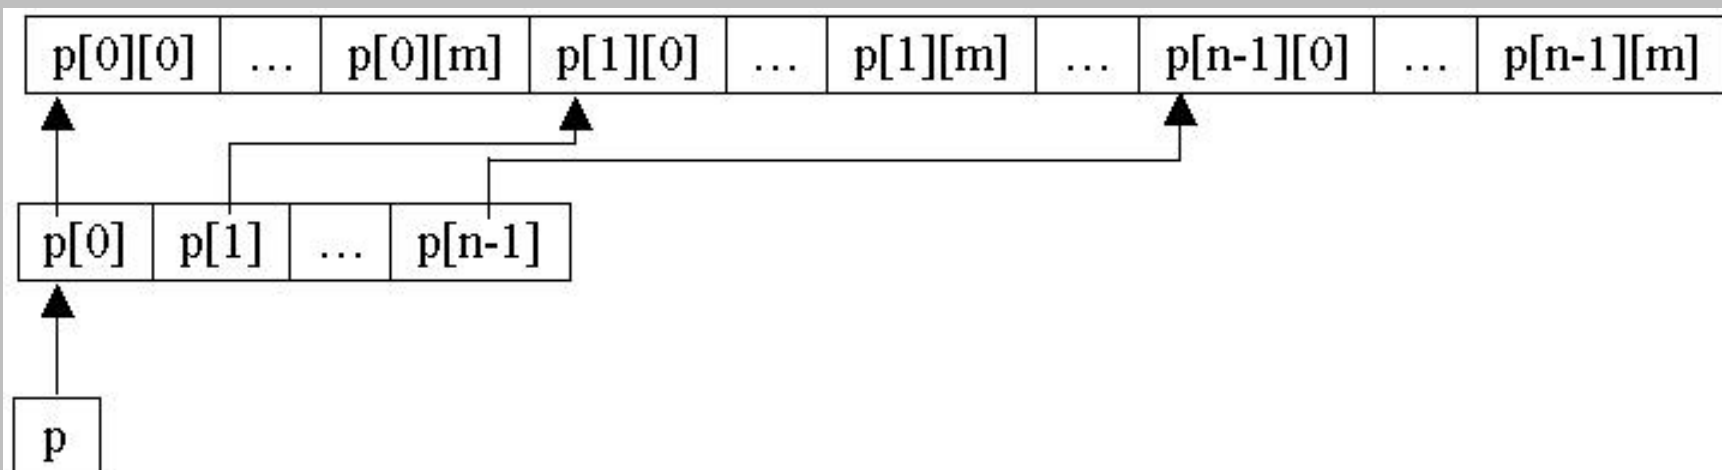 p[0][0] … p[0][m] p[1][0] … p[1][m] … p[n-1][0] … p[n-1][m]
p[0] p[1] … p[n-1]
p